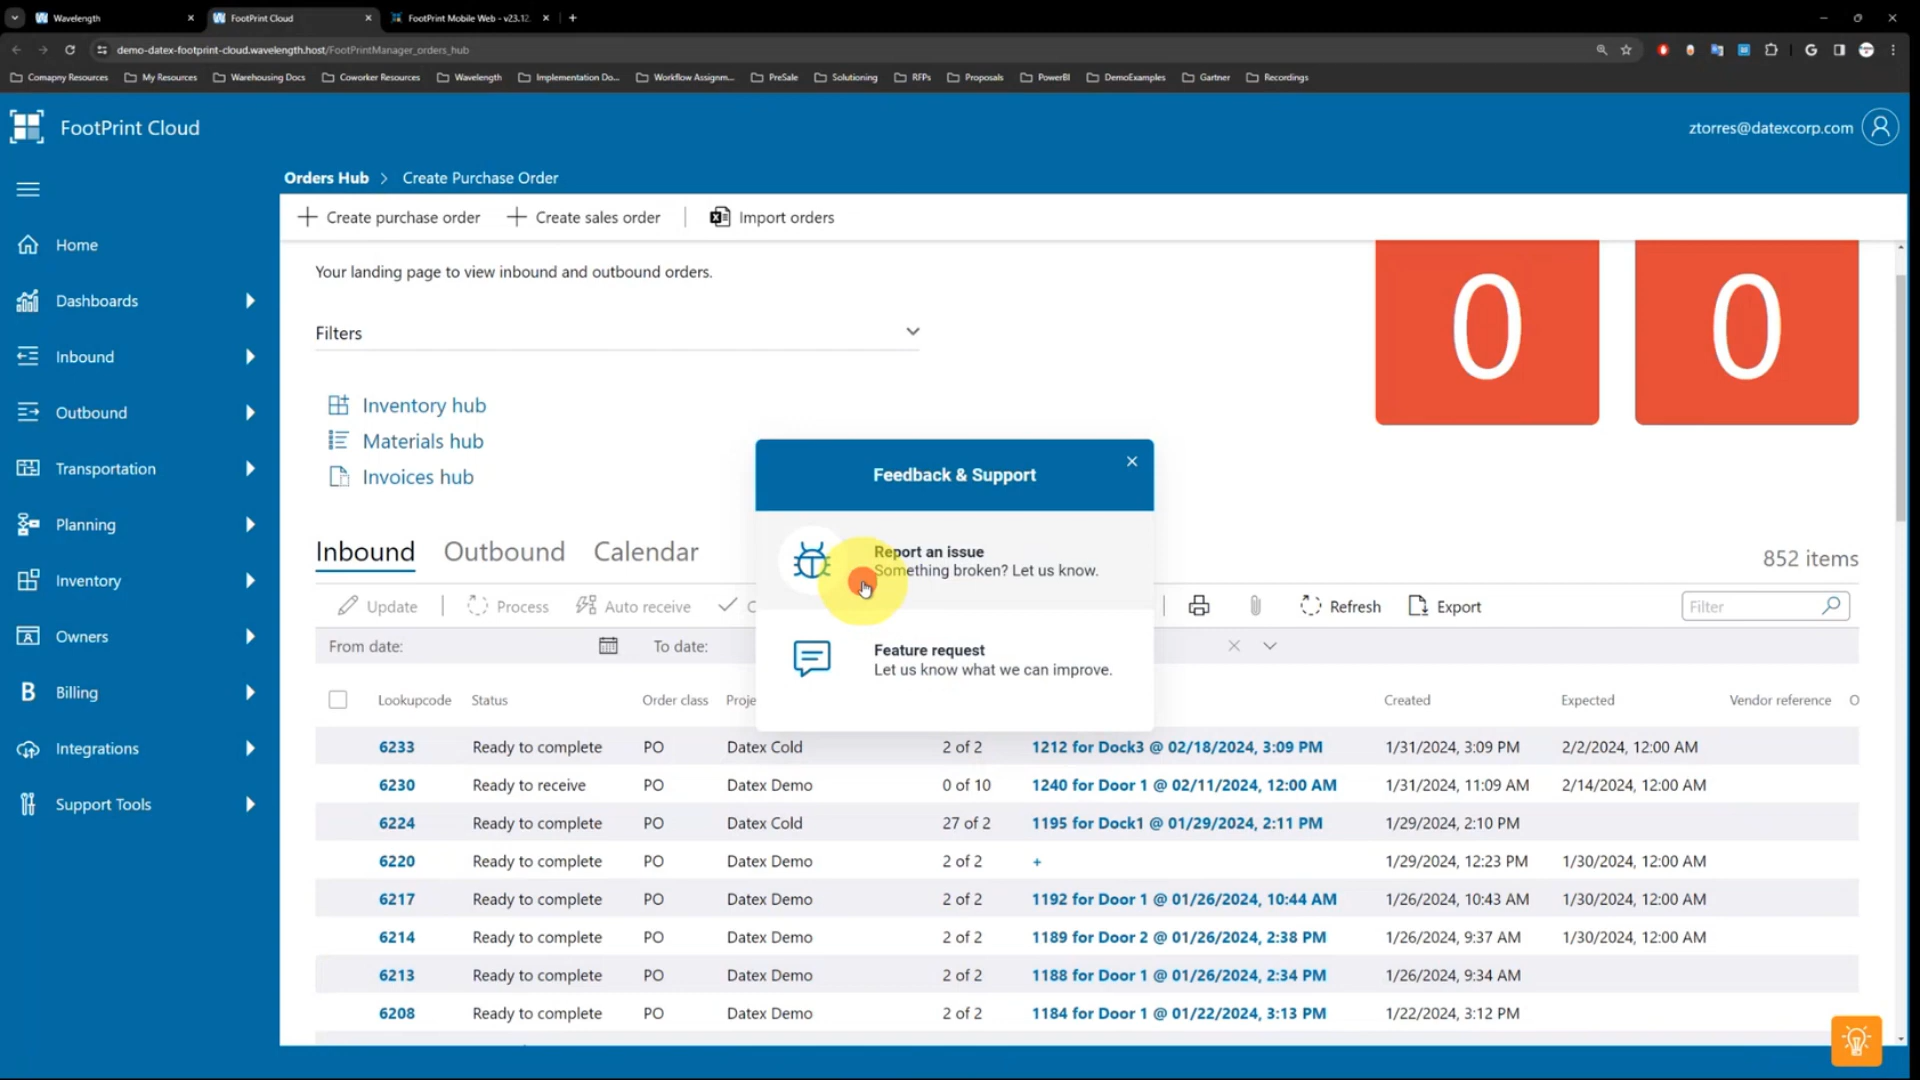 Wavelength
FootPrint Cloud
FootPrint Mobile Web - v23.12.
demo-datex-footprint-cloud.wavelength.host/FootPrintManager_orders_hub
Comapny Resources
My Resources
Warehousing Docs
Coworker Resources
Wavelength
Implementation Do...
Workflow Assignm...
PreSale
Solutioning
RFPs
Proposals
PowerBI
DemoExamples
Gartner
Recordings
FootPrint Cloud
ztorres@datexcorp.com
Orders Hub > Create Purchase Order
Home
Dashboards
Inbound
Outbound
Transportation
Planning
Inventory
Owners
Billing
Integrations
Support Tools
Create purchase order
Create sales order
Import orders
Your landing page to view inbound and outbound orders.
0
0
Filters
Inventory hub
Materials hub
Invoices hub
Feedback & Support
Report an issue
Something broken? Let us know.
Feature request
Let us know what we can improve.
Inbound
Outbound
Calendar
852 items
Update
Process
Auto receive
Refresh
Export
Filter
From date:
To date:
Lookupcode Status Order class Proje Created Expected Vendor reference O
6233 Ready to complete PO Datex Cold 2 of 2 1212 for Dock3 @ 02/18/2024, 3:09 PM 1/31/2024, 3:09 PM 2/2/2024, 12:00 AM
6230 Ready to receive PO Datex Demo 0 of 10 1240 for Door 1 @ 02/11/2024, 12:00 AM 1/31/2024, 11:09 AM 2/14/2024, 12:00 AM
6224 Ready to complete PO Datex Cold 27 of 2 1195 for Dock1 @ 01/29/2024, 2:11 PM 1/29/2024, 2:10 PM
6220 Ready to complete PO Datex Demo 2 of 2 + 1/29/2024, 12:23 PM 1/30/2024, 12:00 AM
6217 Ready to complete PO Datex Demo 2 of 2 1192 for Door 1 @ 01/26/2024, 10:44 AM 1/26/2024, 10:43 AM 1/30/2024, 12:00 AM
6214 Ready to complete PO Datex Demo 2 of 2 1189 for Door 2 @ 01/26/2024, 2:38 PM 1/26/2024, 9:37 AM 1/30/2024, 12:00 AM
6213 Ready to complete PO Datex Demo 2 of 2 1188 for Door 1 @ 01/26/2024, 2:34 PM 1/26/2024, 9:34 AM
6208 Ready to complete PO Datex Demo 2 of 2 1184 for Door 1 @ 01/22/2024, 3:13 PM 1/22/2024, 3:12 PM